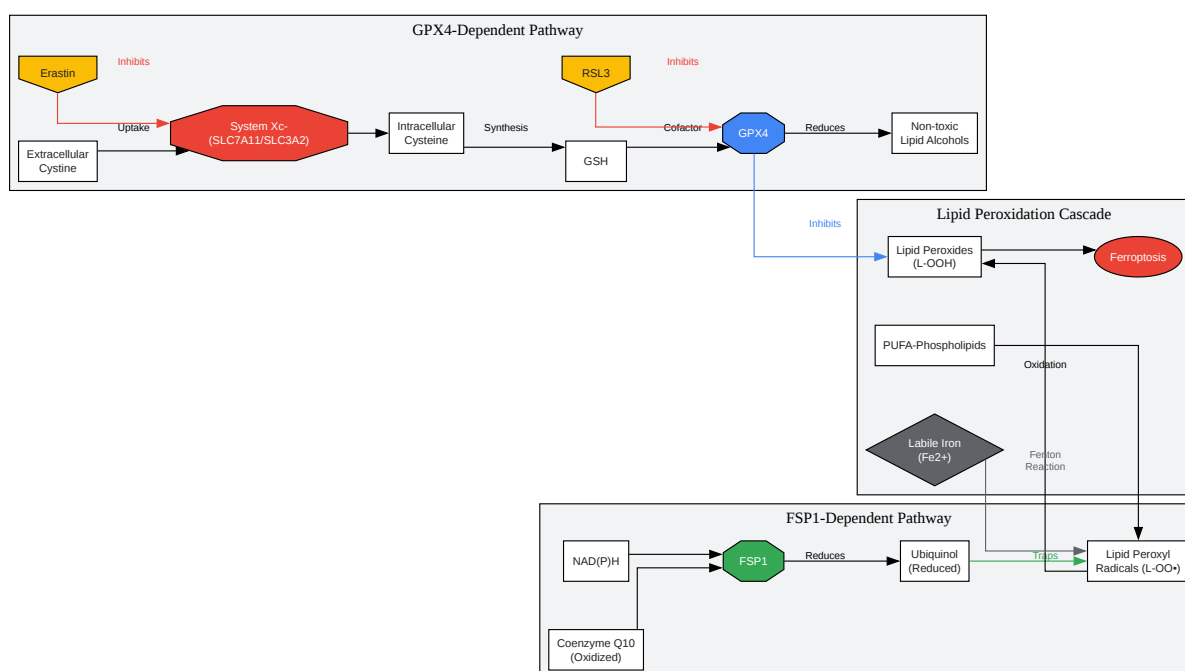 GPX4-Dependent Pathway
Erastin
Inhibits
RSL3
Inhibits
Uptake
System Xc-
(SLC7A11/SLC3A2)
Extracellular
Cystine
Intracellular
Cysteine
Synthesis
GSH
Cofactor
GPX4
Reduces
Non-toxic
Lipid Alcohols
Inhibits
Lipid Peroxidation Cascade
Lipid Peroxides
(L-OOH)
Ferroptosis
PUFA-Phospholipids
Oxidation
Labile Iron
(Fe2+)
Fenton
Reaction
FSP1-Dependent Pathway
NAD(P)H
FSP1
Reduces
Ubiquinol
(Reduced)
Traps
Lipid Peroxyl
Radicals (L-OO•)
Coenzyme Q10
(Oxidized)